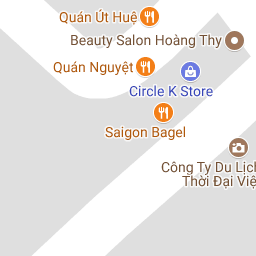 Quán Út Huệ
Beauty Salon Hoàng Thy
Quán Nguyệt
Circle K Store
Saigon Bagel
Công Ty Du Lịch
Thời Đại Việ